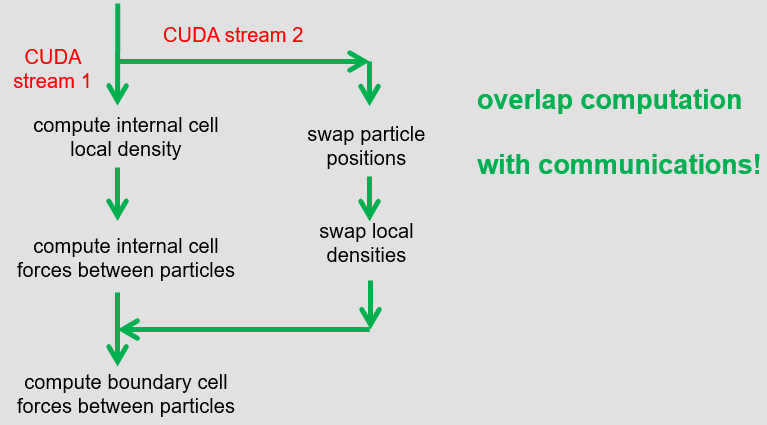 CUDA stream 2
CUDA
stream 1
overlap computation
with communications!
compute internal cell
local density
swap particle
positions
compute internal cell
forces between particles
swap local
densities
compute boundary cell
forces between particles